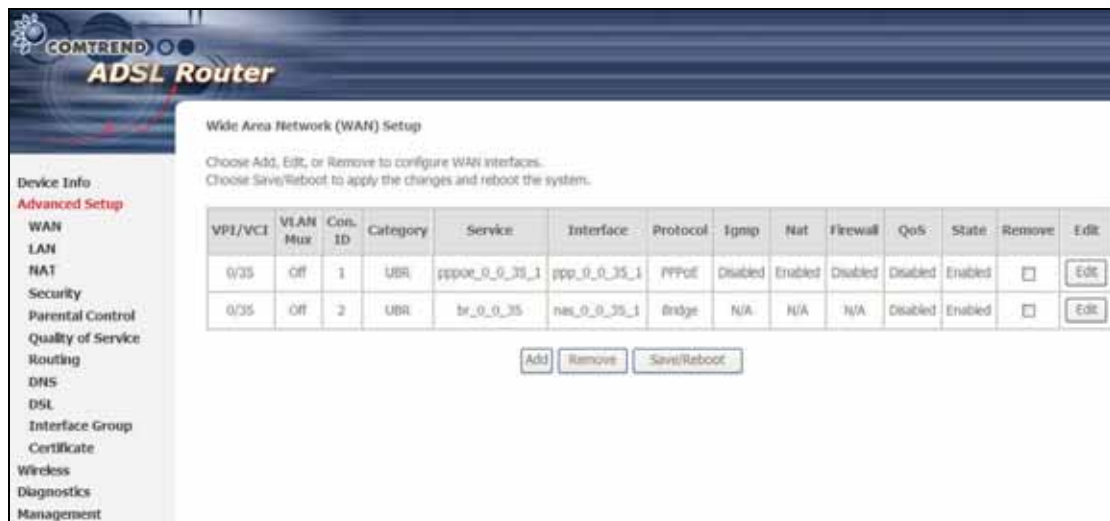 COMTREND
ADSL Router
Wide Area Network (WAN) Setup
Choose Add, Edit, or Remove to configure WAN interfaces.
Choose Save/Reboot to apply the changes and reboot the system.
Device Info
Advanced Setup
WAN
LAN
NAT
Security
Parental Control
Quality of Service
Routing
DNS
DSL
Interface Group
Certificate
Wireless
Diagnostics
Management
VPI/VCI VLAN Mux Con. ID Category Service Interface Protocol Igmp Nat Firewall QoS State Remove Edit
0/35 Off 1 UBR pppoe_0_0_35_1 ppp_0_0_35_1 PPPoE Disabled Enabled Disabled Disabled Enabled Edit
0/35 Off 2 UBR br_0_0_35 nas_0_0_35_1 Bridge N/A N/A N/A Disabled Enabled Edit
Add Remove Save/Reboot